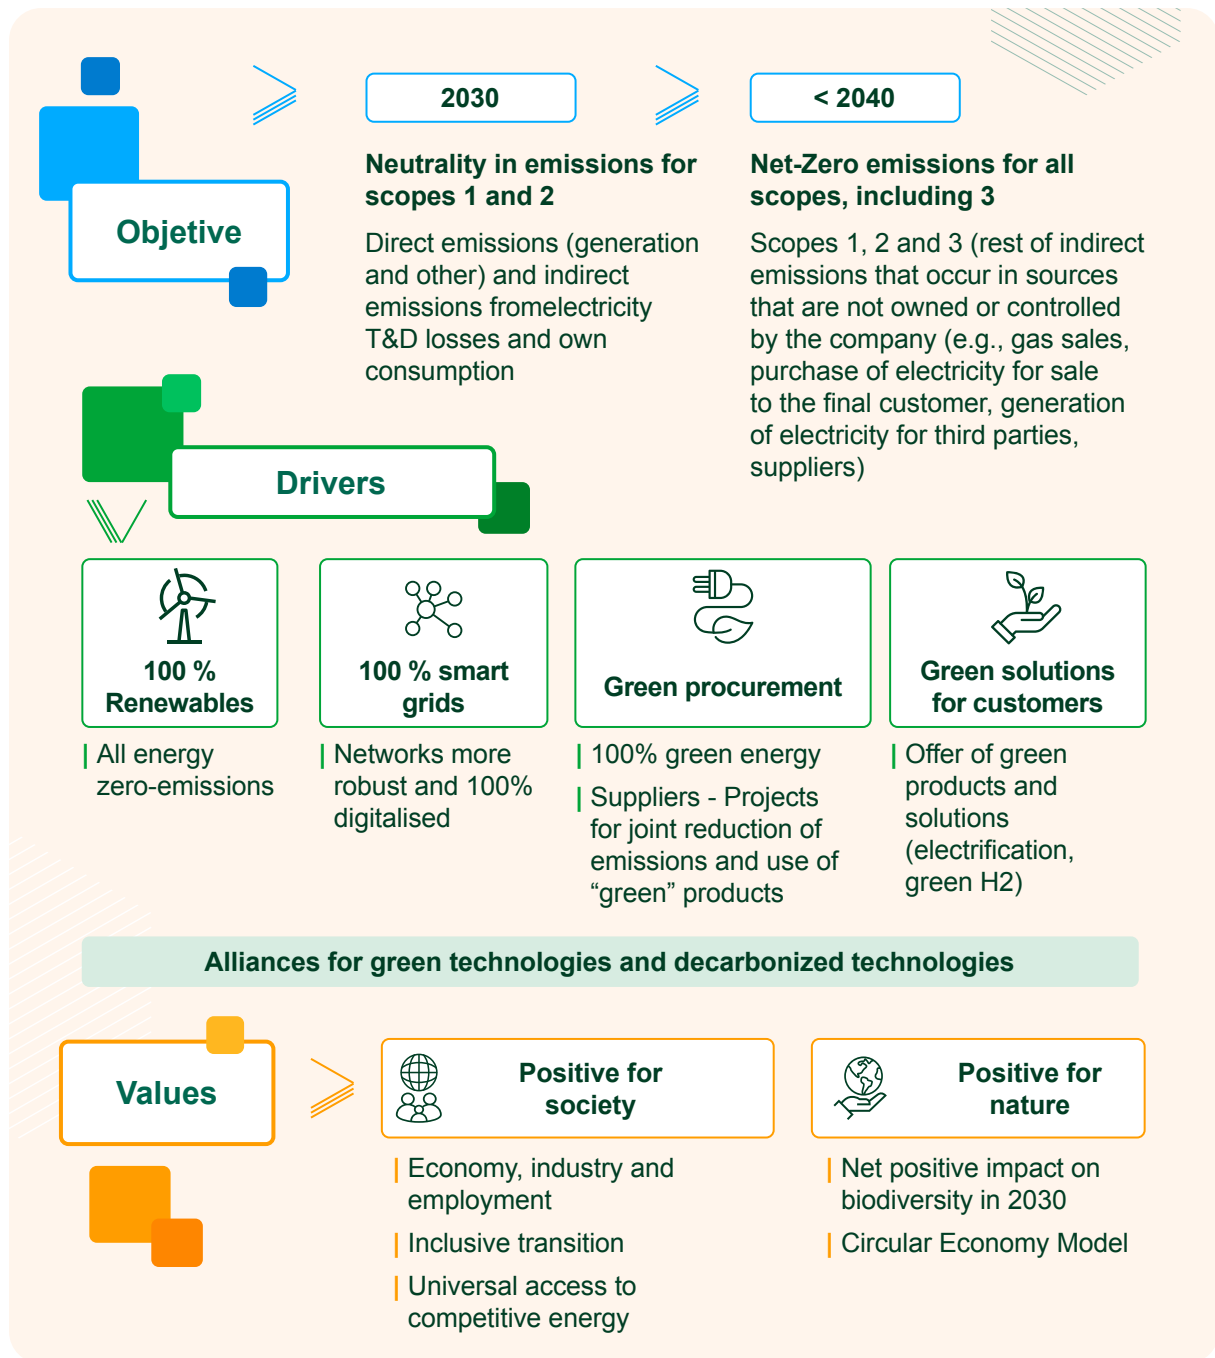 Objetive
2030
Neutrality in emissions for
scopes 1 and 2
Direct emissions (generation
and other) and indirect
emissions fromelectricity
T&D losses and own
consumption
< 2040
Net-Zero emissions for all
scopes, including 3
Scopes 1, 2 and 3 (rest of indirect
emissions that occur in sources
that are not owned or controlled
by the company (e.g., gas sales,
purchase of electricity for sale
to the final customer, generation
of electricity for third parties,
suppliers)
Drivers
100 %
Renewables
All energy
zero-emissions
100 % smart
grids
Networks more
robust and 100%
digitalised
Green procurement
100% green energy
Suppliers - Projects
for joint reduction of
emissions and use of
“green” products
Green solutions
for customers
Offer of green
products and
solutions
(electrification,
green H2)
Alliances for green technologies and decarbonized technologies
Values
Positive for
society
Economy, industry and
employment
Inclusive transition
Universal access to
competitive energy
Positive for
nature
Net positive impact on
biodiversity in 2030
Circular Economy Model